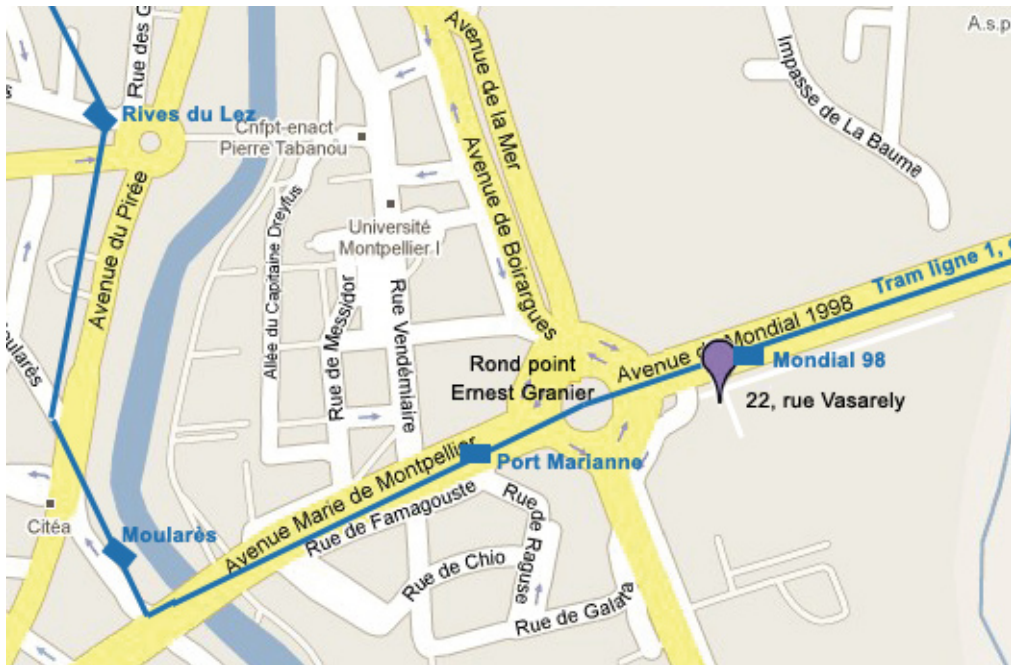 Rue des G
Rives du Lez
Avenue de la Mer
Impasse de La Baume
A.s.p
Cnfpt-enact
Pierre Tabanou
Avenue de Boirargues
Avenue du Pirée
Allée du Capitaine Dreyfus
Université
Montpellier I
Rue de Messidor
Rue Vendémiaire
Tram ligne 1,
Avenue d Mondial 1998
Mondial 98
22, rue Vasarely
Rond point
Ernest Granier
oularès
Port Marianne
Avenue Marie de Montpellier
Rue de Famagouste
Citéa
Moularès
Rue de Raguse
Rue de Chio
Rue de Galata